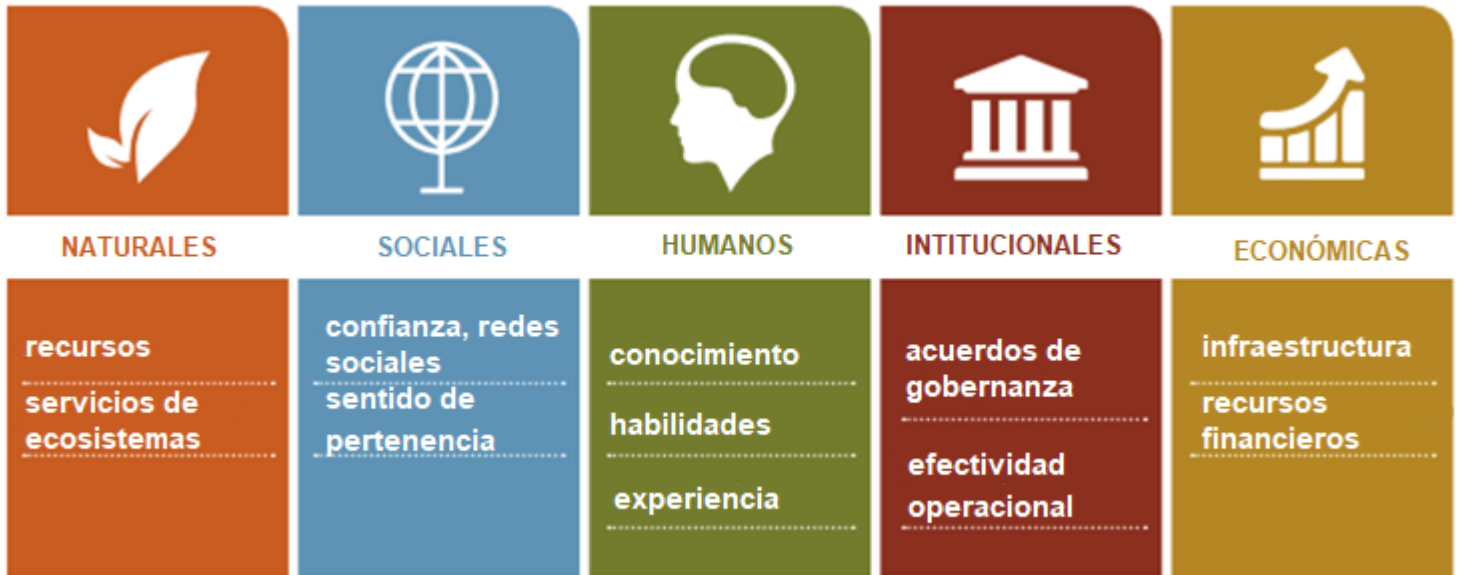 NATURALES
recursos
servicios de
ecosistemas
SOCIALES
confianza, redes
sociales
sentido de
pertenencia
HUMANOS
conocimiento
habilidades
experiencia
INTITUCIONALES
acuerdos de
gobernanza
efectividad
operacional
ECONÓMICAS
infraestructura
recursos
financieros